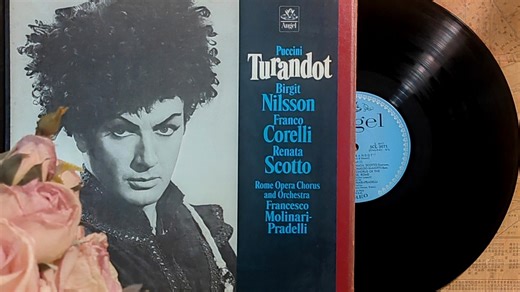 Angel
Puccini
Turandot
Birgit
Nilsson
Franco
Corelli
Renata
Scotto
Rome Opera Chorus
and Orchestra
Francesco
Molinari-
Pradelli
Angel